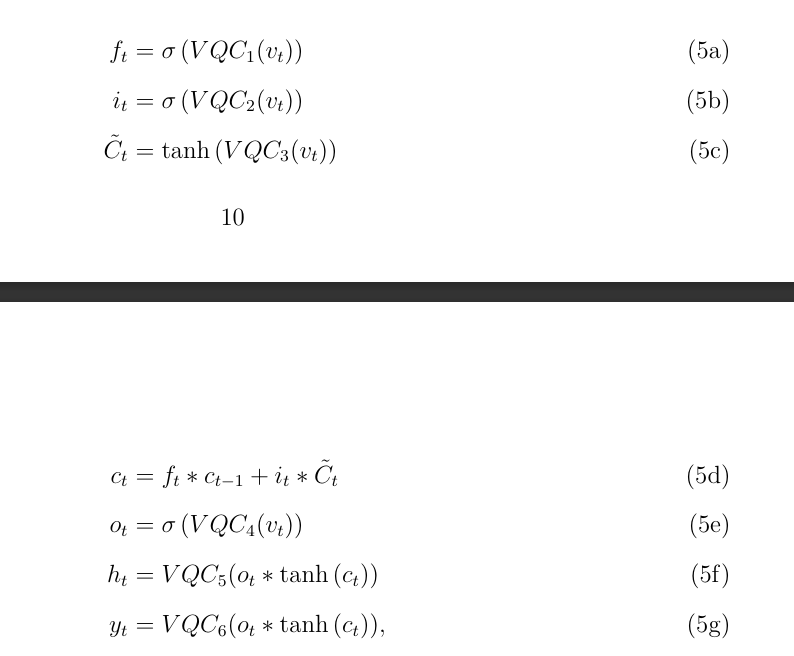 f_t = σ (VQC_1(v_t)) (5a)
i_t = σ (VQC_2(v_t)) (5b)
C̃_t = tanh (VQC_3(v_t)) (5c)
10
c_t = f_t ∗ c_{t−1} + i_t ∗ C̃_t (5d)
o_t = σ (VQC_4(v_t)) (5e)
h_t = VQC_5(o_t ∗ tanh (c_t)) (5f)
y_t = VQC_6(o_t ∗ tanh (c_t)), (5g)